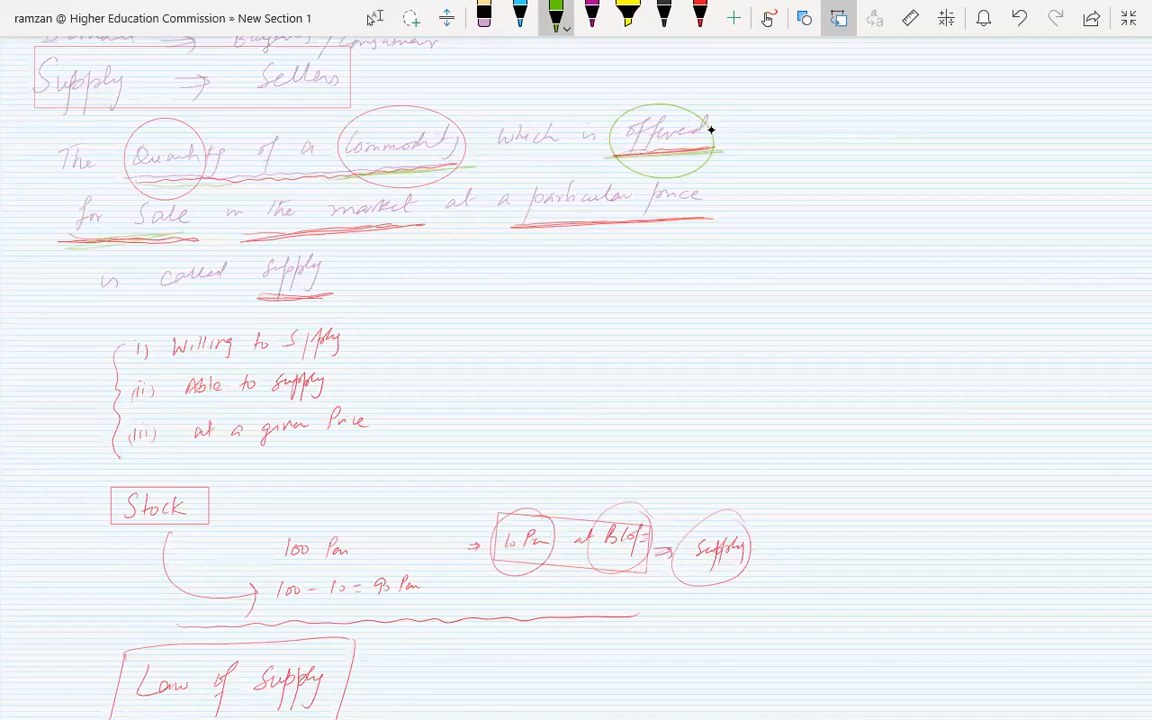 ramzan @ Higher Education Commission » New Section 1
Supply → Sellers
The Quantity of a Commodity which is offered
for Sale in the market at a particular price
is called supply
i) Willing to Supply
(ii) Able to supply
(iii) at a given Price
Stock
100 Pen ⇒ 10 Pen at Rs 10/= ⇒ Supply
100 - 10 = 90 Pen
Law of Supply